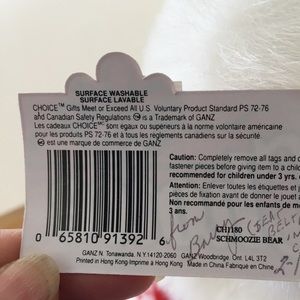 SURFACE WASHABLE
SURFACE LAVABLE
CHOICE™ Gifts Meet or Exceed All U.S. Voluntary Product Standard PS 72-76
and Canadian Safety Regulations ™ is a Trademark of GANZ
Les cadeaux CHOICE MC sont égaux ou supérieurs à la norme volontaire américaine
pour les produits PS 72-76 et à tous les règlements canadiens sur la sécurité
MC est une marque de commerce de GANZ
Caution: Completely remove all tags and
fastener pieces before giving item to a child.
recommended for children under 3 yrs.
Attention: Enlever toutes les étiquettes et
pièces de fixation avant de donner
Non recommandé pour les enfants de m
3 ans.
CH1180
SCHMOOZIE BEAR
from
0 65810 91392 6
GANZ N. Tonawanda, N.Y.14120-2060
GANZ Woodbridge, Ont. L4L 3T2
Printed in Hong Kong Imprimé à Hong Kong
Made in China Fabriqué en Chine